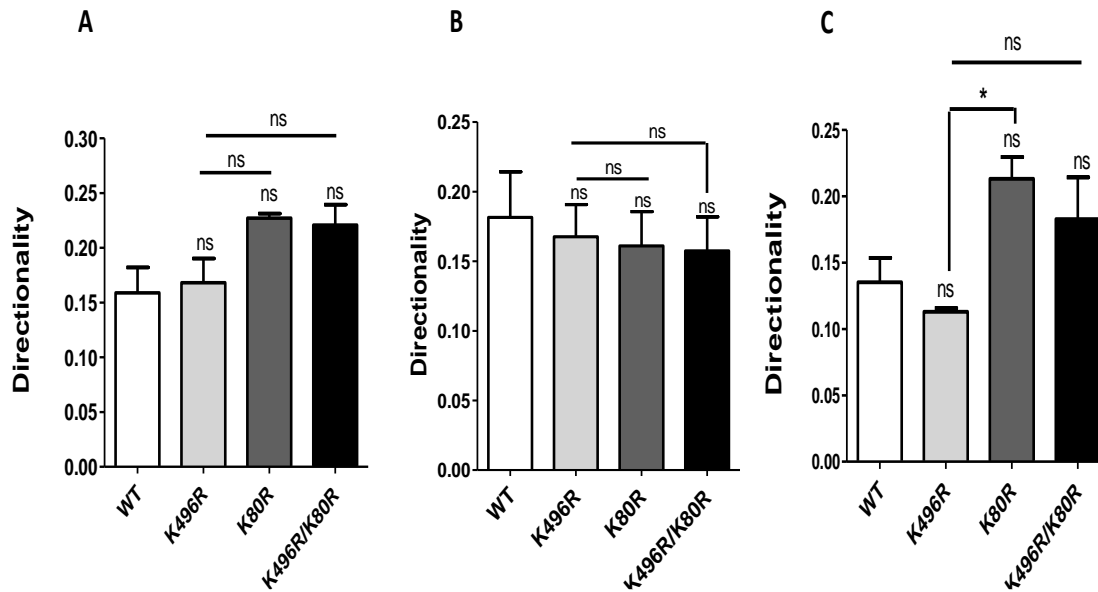 A
Directionality
0.30
0.25
0.20
0.15
0.10
0.05
0.00
ns
ns
ns
ns
ns
WT
K496R
K80R
K496R/K80R
B
Directionality
0.25
0.20
0.15
0.10
0.05
0.00
ns
ns
ns
ns
ns
WT
K496R
K80R
K496R/K80R
C
Directionality
0.25
0.20
0.15
0.10
0.05
0.00
ns
*
ns
ns
ns
WT
K496R
K80R
K496R/K80R